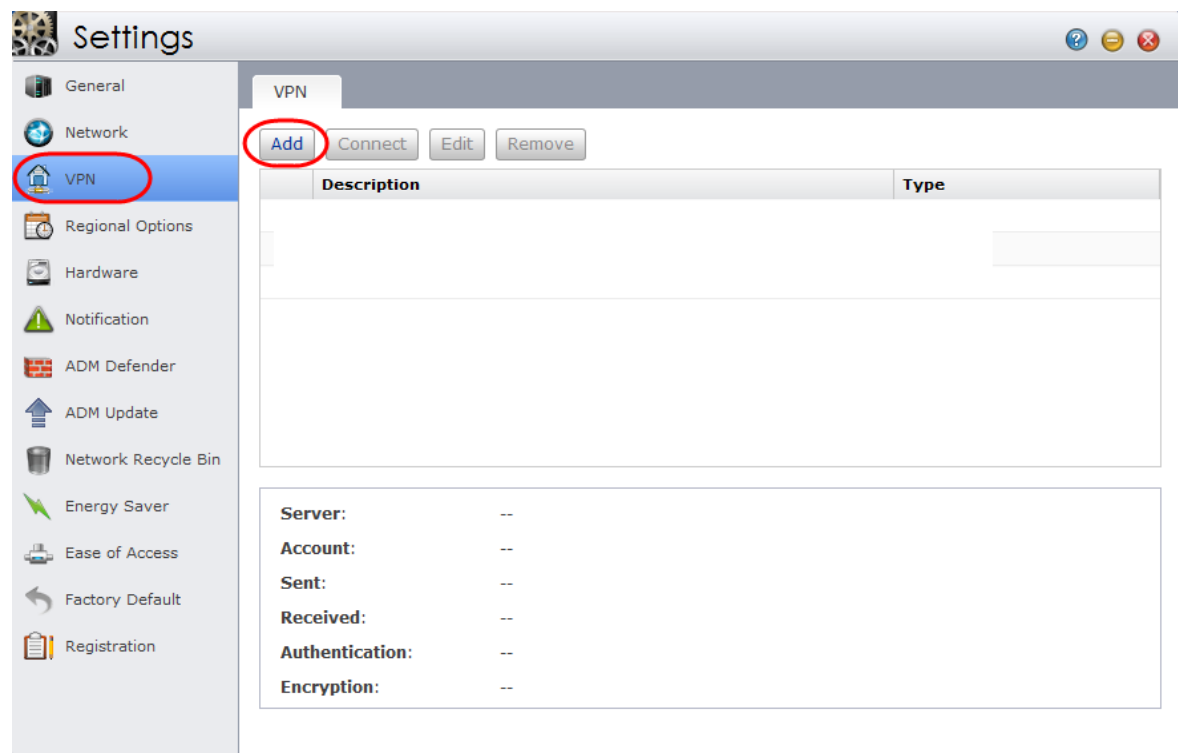 Settings
General
Network
VPN
Regional Options
Hardware
Notification
ADM Defender
ADM Update
Network Recycle Bin
Energy Saver
Ease of Access
Factory Default
Registration
VPN
Add Connect Edit Remove
Description Type
Server: --
Account: --
Sent: --
Received: --
Authentication: --
Encryption: --